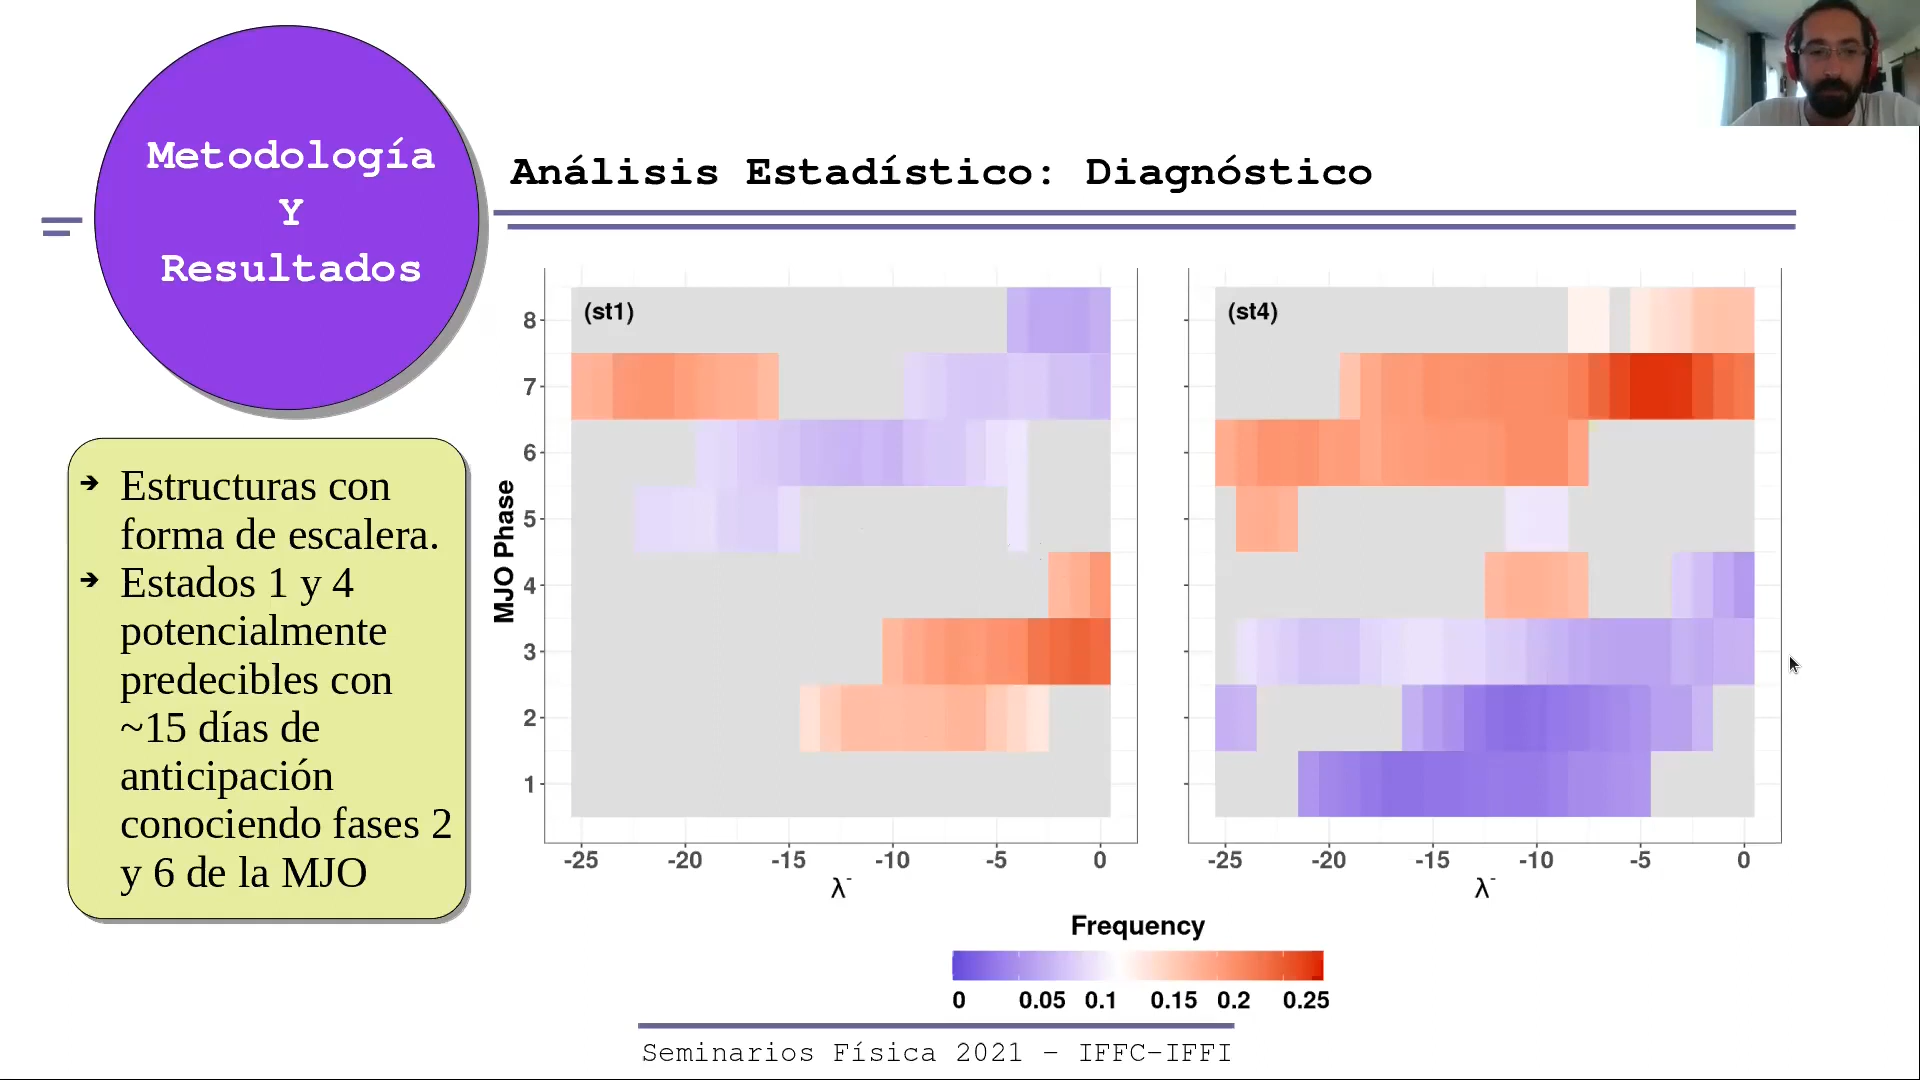 Metodología
Y
Resultados
Análisis Estadístico: Diagnóstico
➔ Estructuras con
forma de escalera.
➔ Estados 1 y 4
potencialmente
predecibles con
~15 días de
anticipación
conociendo fases 2
y 6 de la MJO
MJO Phase
8
7
6
5
4
3
2
1
(st1)
-25 -20 -15 -10 -5 0
λ-
(st4)
-25 -20 -15 -10 -5 0
λ-
Frequency
0 0.05 0.1 0.15 0.2 0.25
Seminarios Física 2021 – IFFC–IFFI